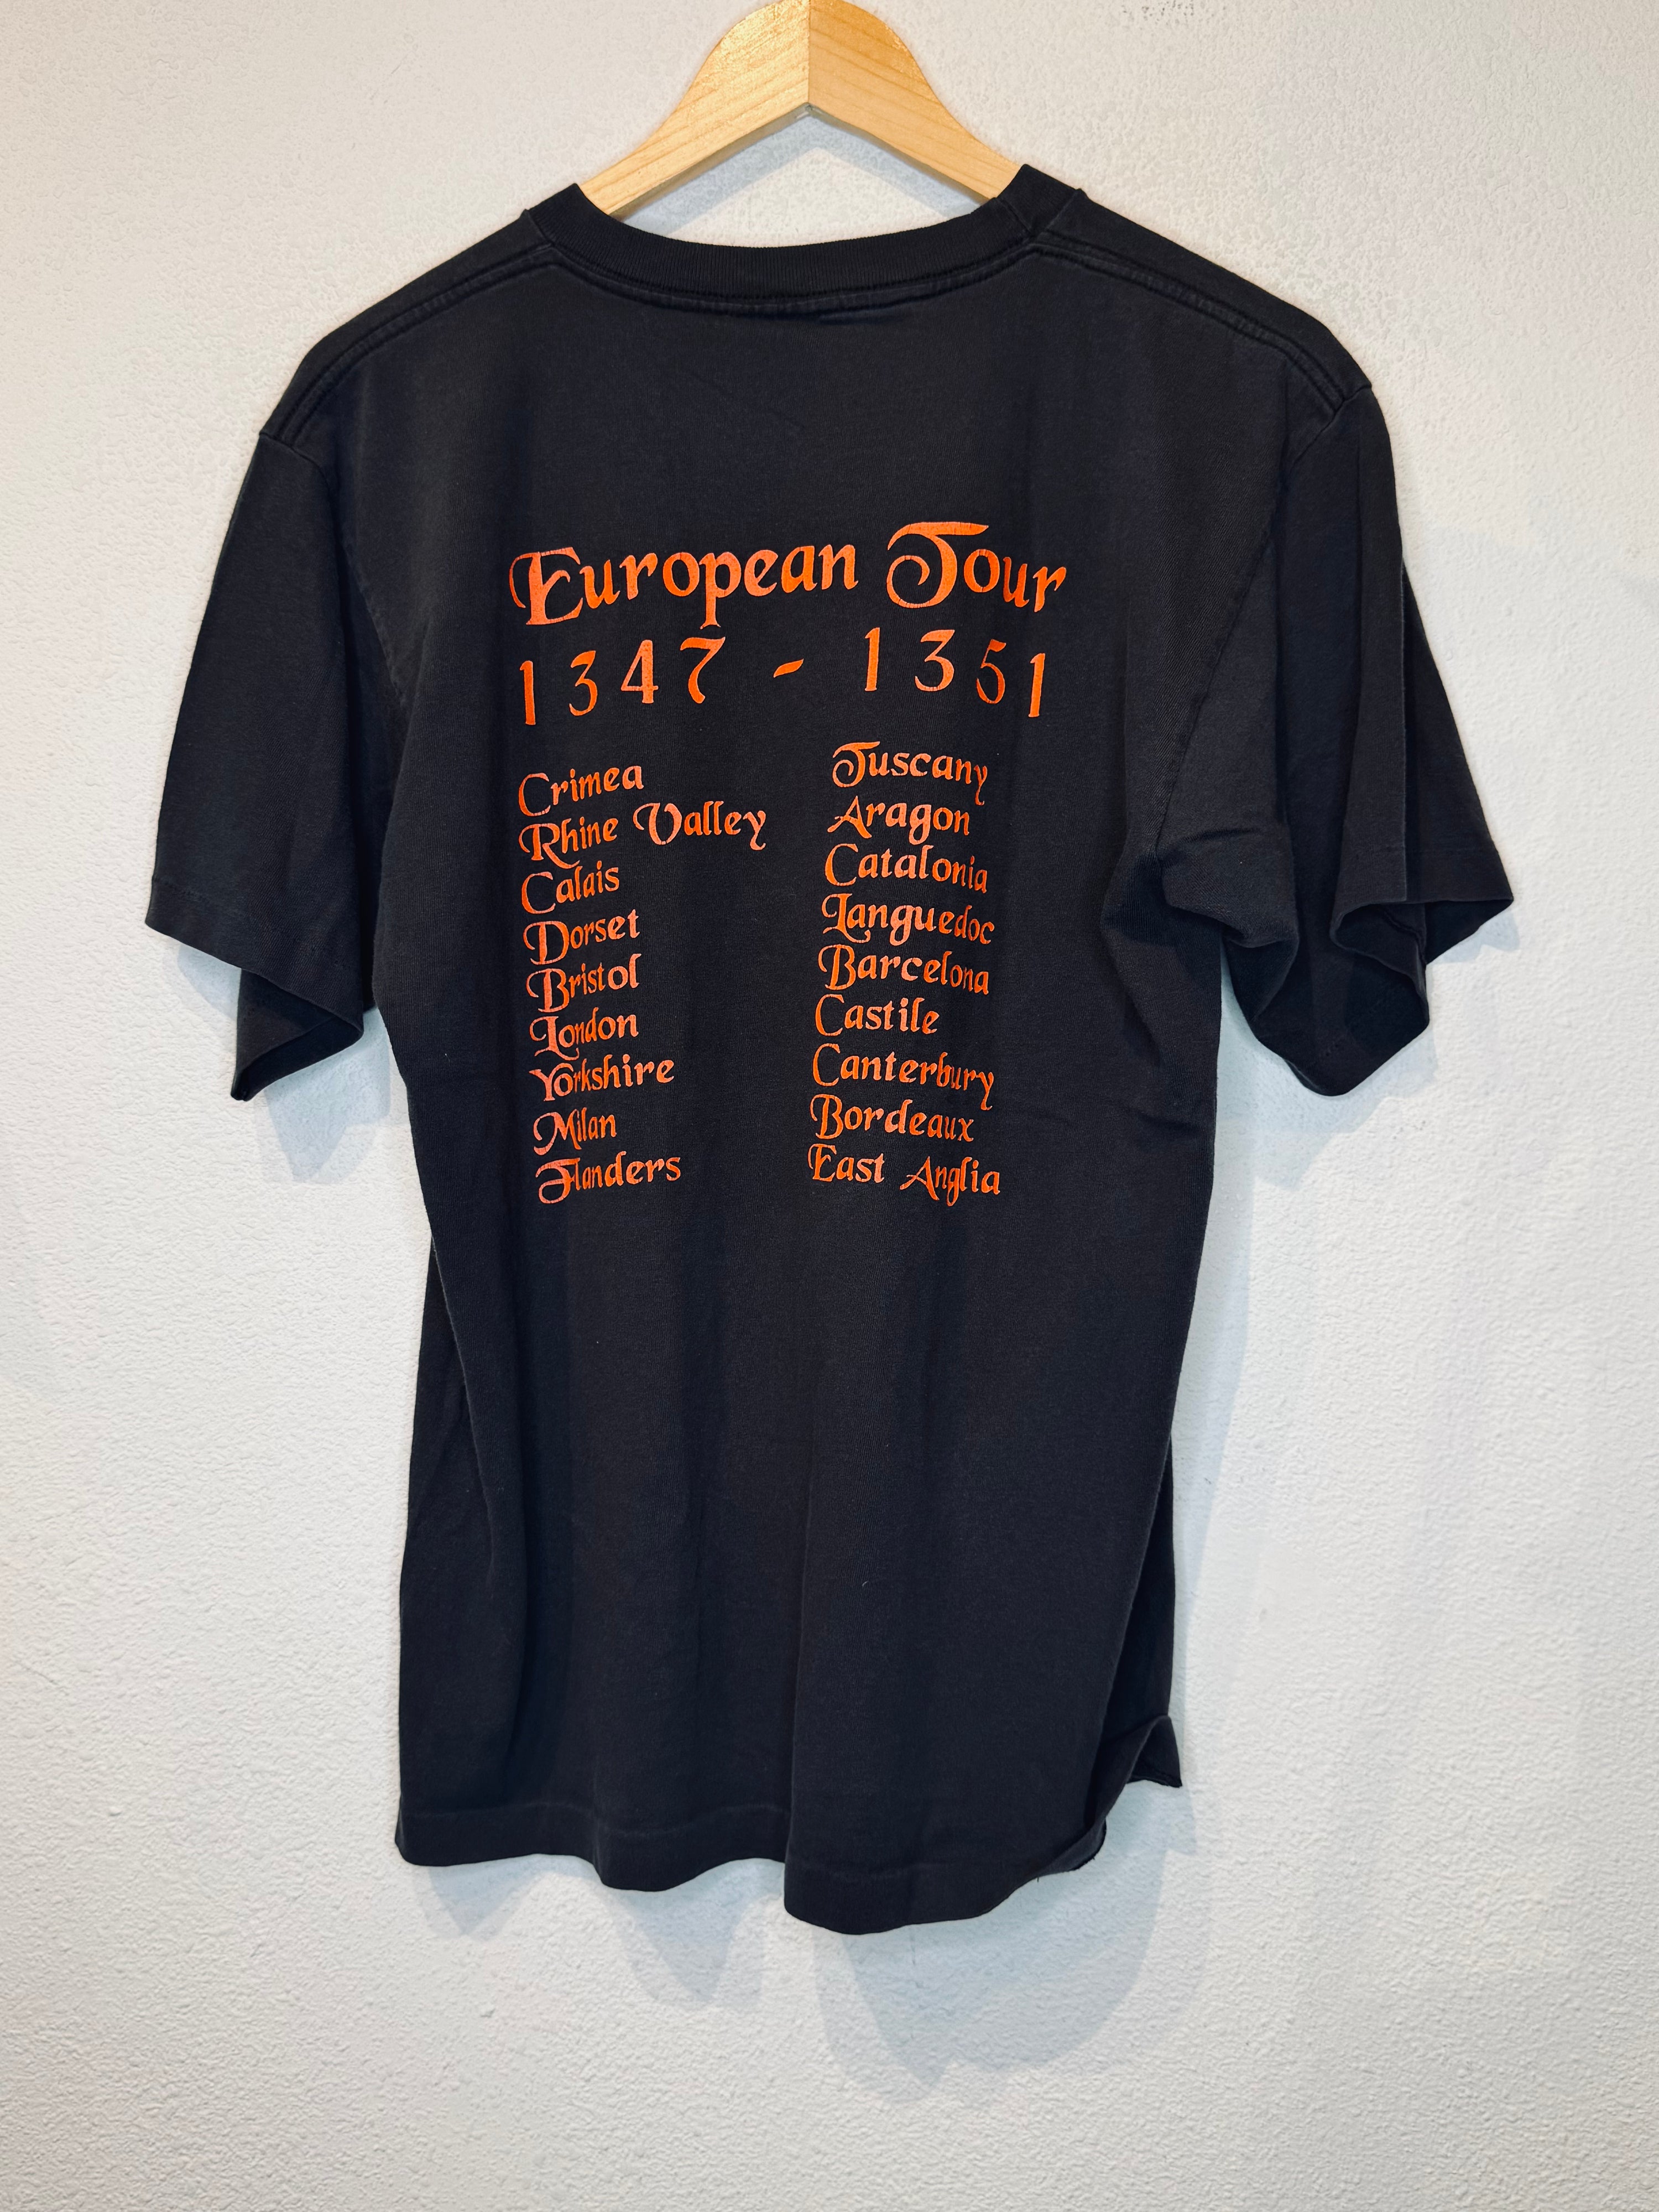 European Tour
1347 - 1351
Crimea
Rhine Valley
Calais
Dorset
Bristol
London
Yorkshire
Milan
Flanders
Tuscany
Aragon
Catalonia
Languedoc
Barcelona
Castile
Canterbury
Bordeaux
East Anglia